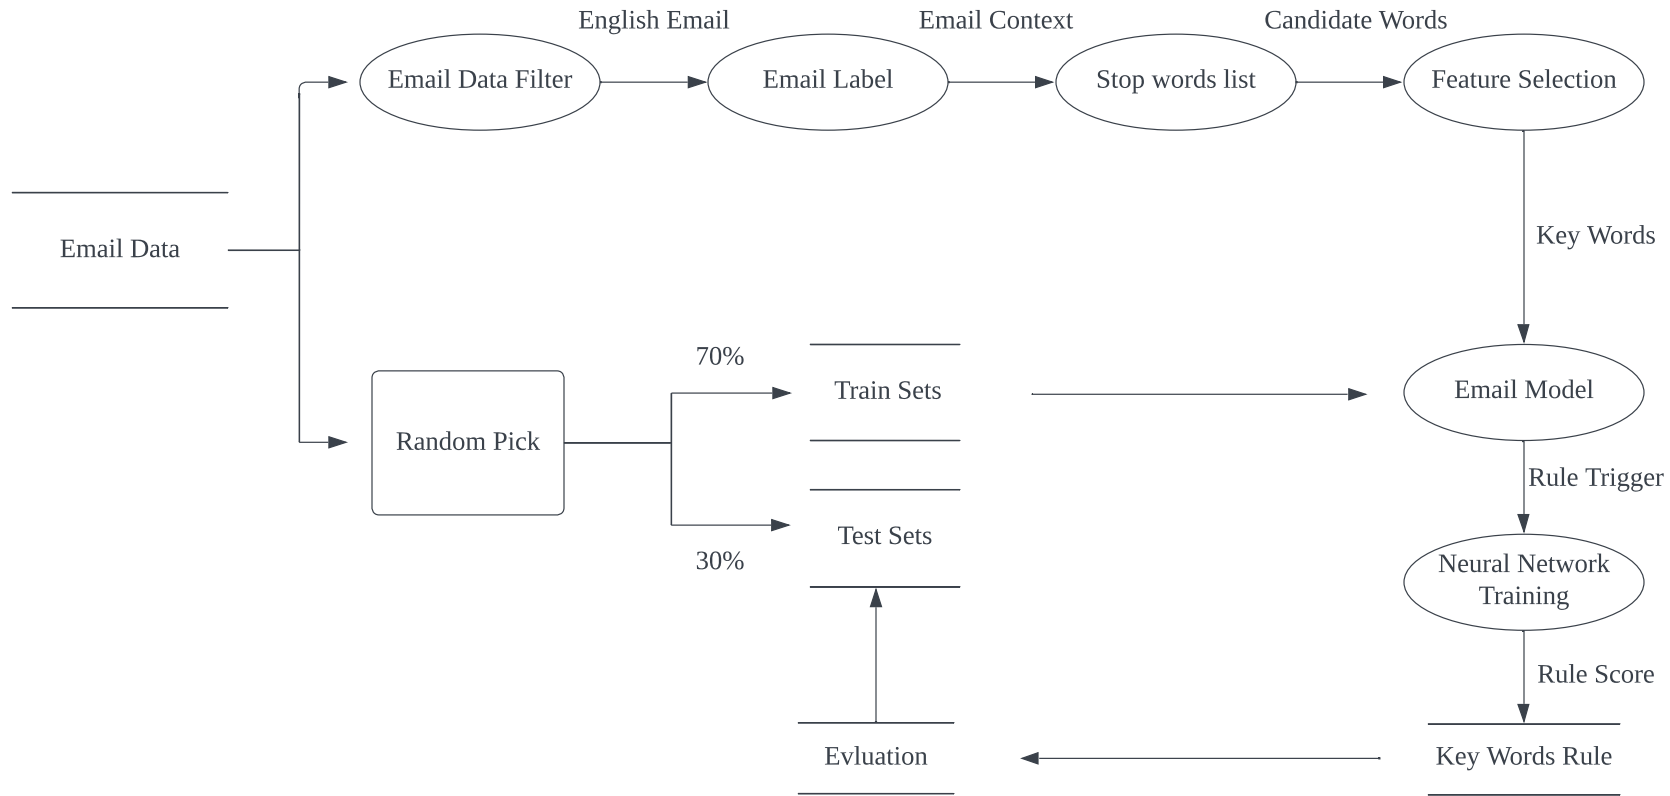 English Email
Email Context
Candidate Words
Email Data Filter
Email Label
Stop words list
Feature Selection
Email Data
Key Words
70%
Train Sets
Email Model
Random Pick
Rule Trigger
Test Sets
30%
Neural Network
Training
Rule Score
Evluation
Key Words Rule